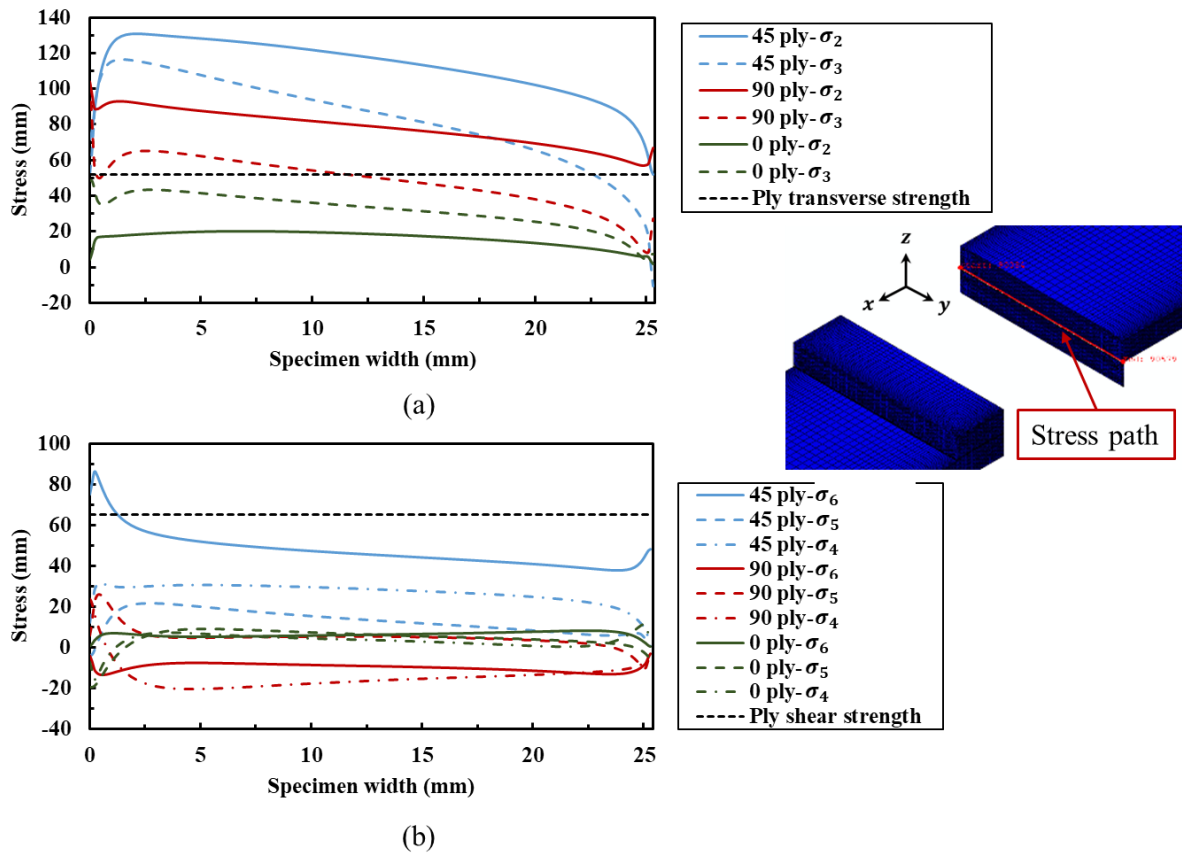 140
120
100
80
60
40
20
0
-20
Stress (mm)
0 5 10 15 20 25
Specimen width (mm)
(a)
45 ply-σ₂
45 ply-σ₃
90 ply-σ₂
90 ply-σ₃
0 ply-σ₂
0 ply-σ₃
Ply transverse strength
z
x
y
Stress path
100
80
60
40
20
0
-20
-40
Stress (mm)
0 5 10 15 20 25
Specimen width (mm)
(b)
45 ply-σ₆
45 ply-σ₅
45 ply-σ₄
90 ply-σ₆
90 ply-σ₅
90 ply-σ₄
0 ply-σ₆
0 ply-σ₅
0 ply-σ₄
Ply shear strength